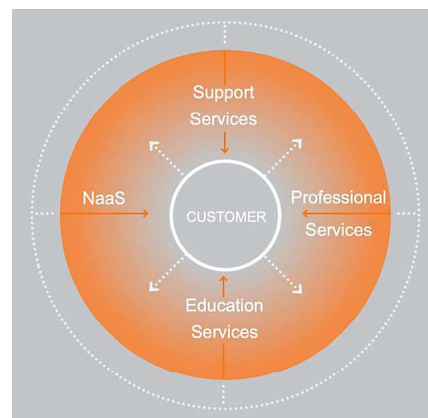 Support
Services
NaaS
CUSTOMER
Professional
Services
Education
Services